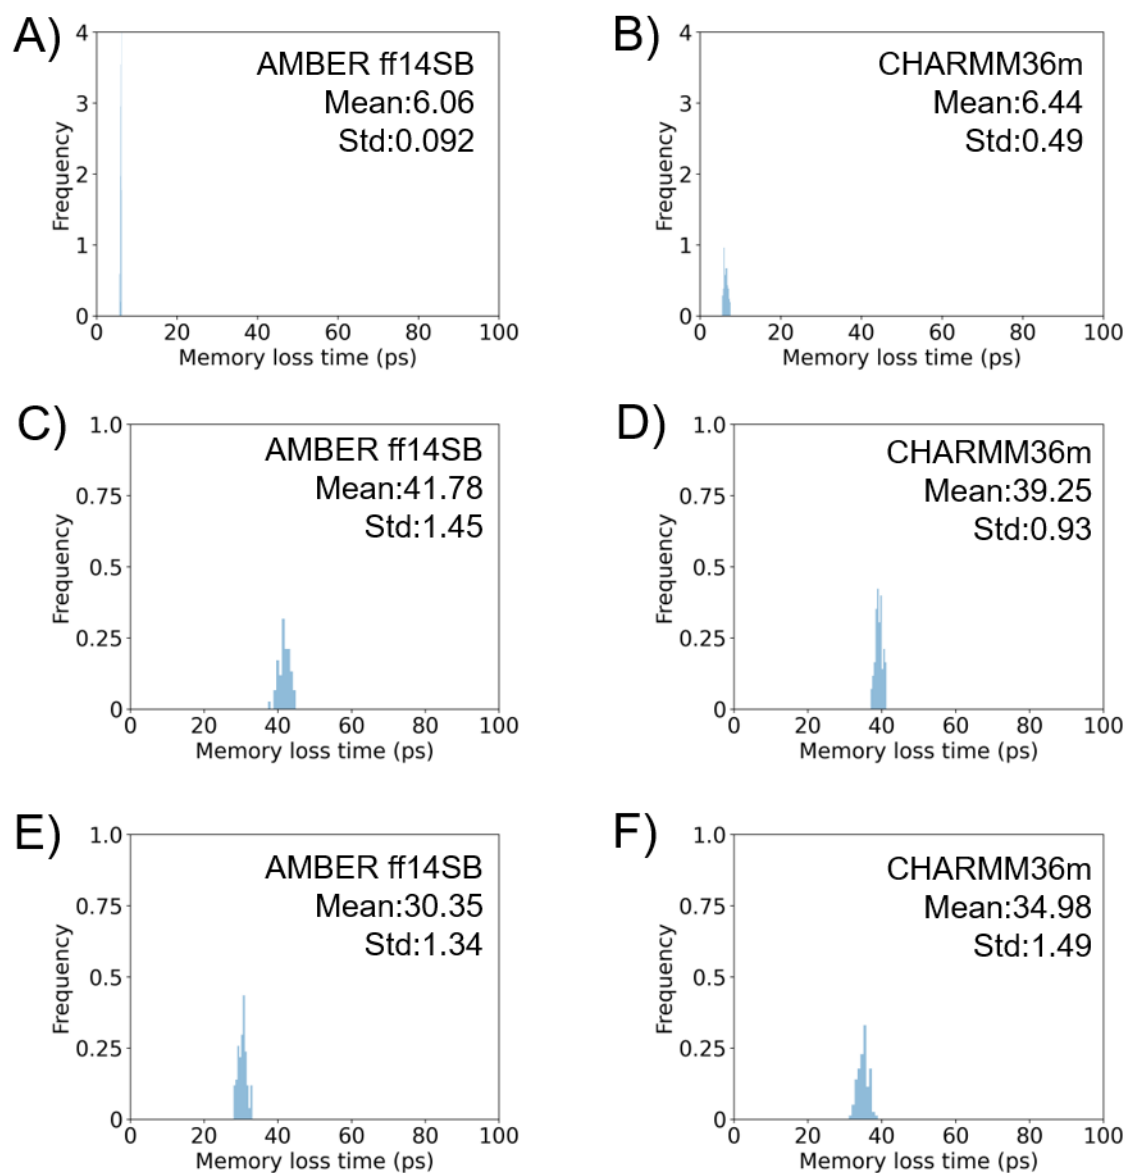 A)
AMBER ff14SB
Mean:6.06
Std:0.092
Frequency
4
3
2
1
0
0 20 40 60 80 100
Memory loss time (ps)
B)
CHARMM36m
Mean:6.44
Std:0.49
Frequency
4
3
2
1
0
0 20 40 60 80 100
Memory loss time (ps)
C)
AMBER ff14SB
Mean:41.78
Std:1.45
Frequency
1.0
0.75
0.5
0.25
0
0 20 40 60 80 100
Memory loss time (ps)
D)
CHARMM36m
Mean:39.25
Std:0.93
Frequency
1.0
0.75
0.5
0.25
0
0 20 40 60 80 100
Memory loss time (ps)
E)
AMBER ff14SB
Mean:30.35
Std:1.34
Frequency
1.0
0.75
0.5
0.25
0
0 20 40 60 80 100
Memory loss time (ps)
F)
CHARMM36m
Mean:34.98
Std:1.49
Frequency
1.0
0.75
0.5
0.25
0
0 20 40 60 80 100
Memory loss time (ps)